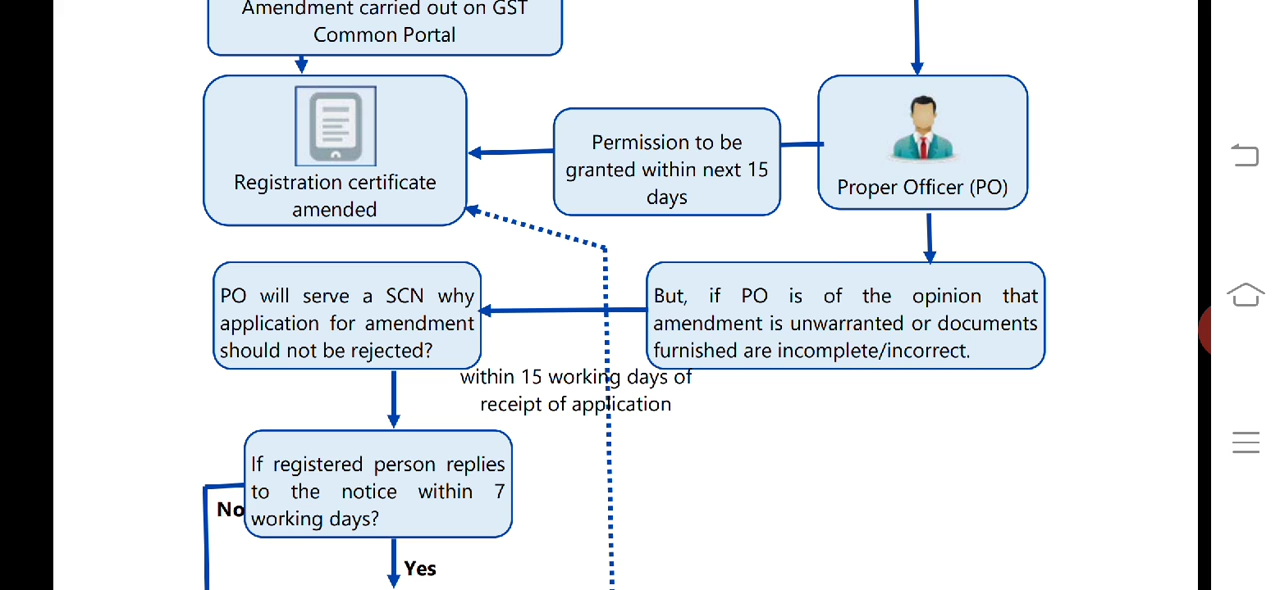 Amendment carried out on GST
Common Portal
Registration certificate
amended
Permission to be
granted within next 15
days
Proper Officer (PO)
PO will serve a SCN why
application for amendment
should not be rejected?
But, if PO is of the opinion that
amendment is unwarranted or documents
furnished are incomplete/incorrect.
within 15 working days of
receipt of application
If registered person replies
to the notice within 7
working days?
No
Yes